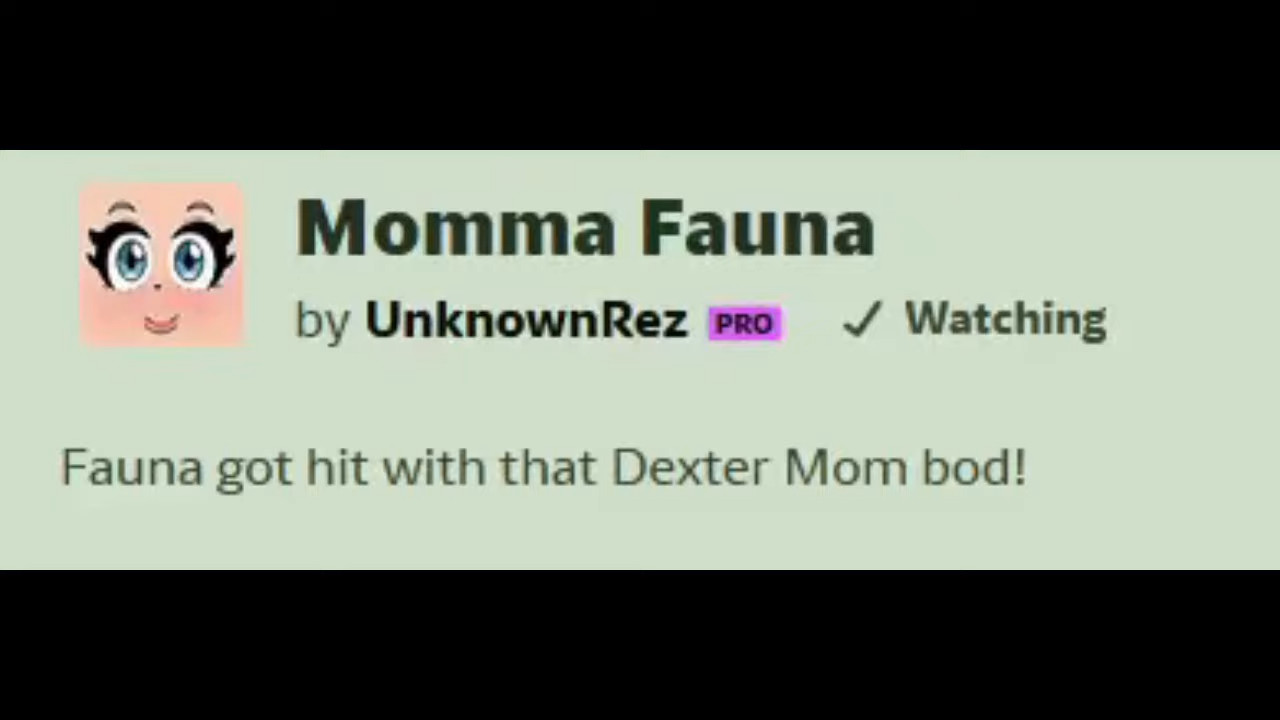 Momma Fauna
by UnknownRez PRO ✓ Watching
Fauna got hit with that Dexter Mom bod!